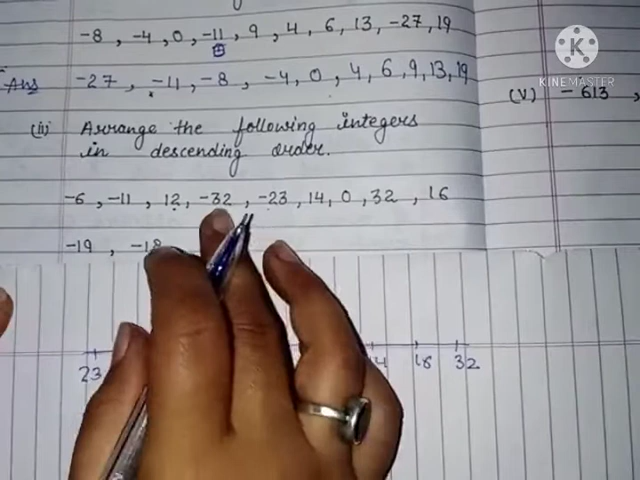 -8, -4, 0, -11, 9, 4, 6, 13, -27, 19
Ans -27, -11, -8, -4, 0, 4, 6, 9, 13, 19
(ii) Arrange the following integers
in descending order.
-6, -11, 12, -32, -23, 14, 0, 32, 16
-19, -18
(V) -613,
23 14 18 32
KINEMASTER